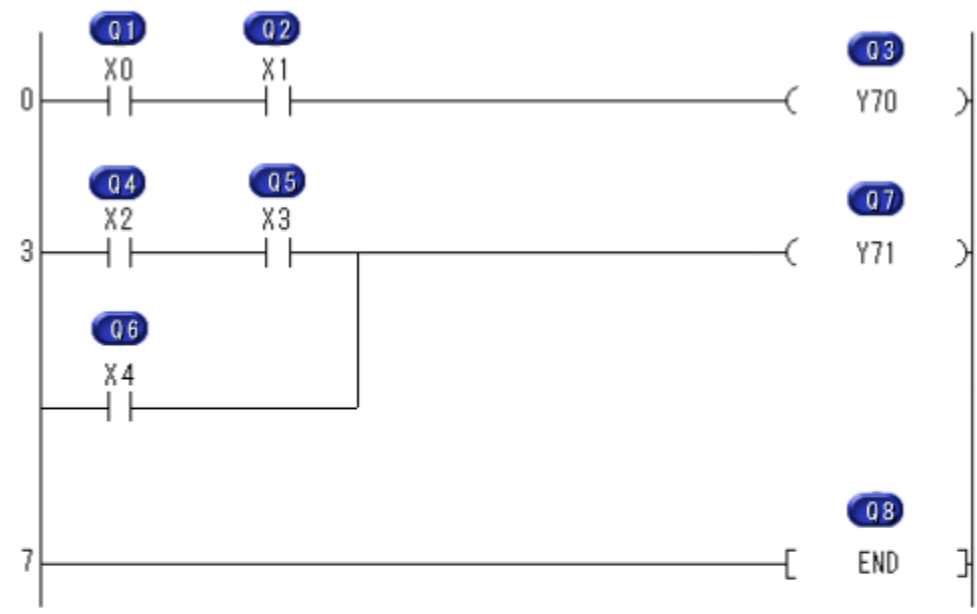 Q1 Q2
Q3
X0 X1
0 Y70
Q4 Q5
Q7
X2 X3
3 Y71
Q6
X4
Q8
7 END